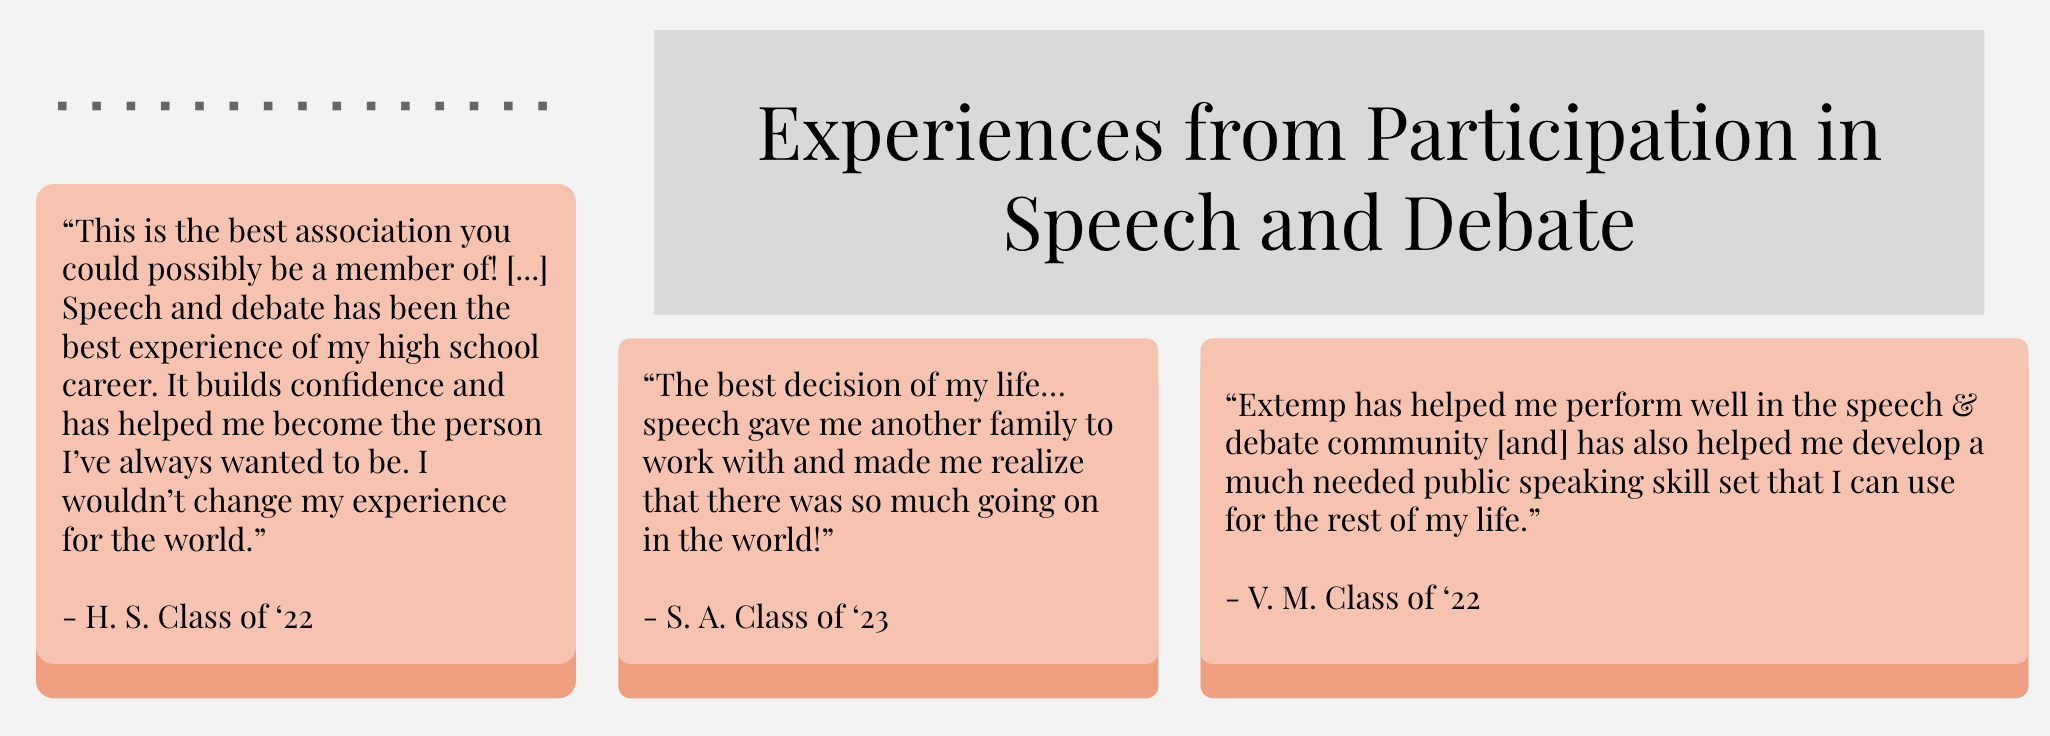 Experiences from Participation in
Speech and Debate
“This is the best association you
could possibly be a member of! [...]
Speech and debate has been the
best experience of my high school
career. It builds confidence and
has helped me become the person
I’ve always wanted to be. I
wouldn’t change my experience
for the world.”
- H. S. Class of ‘22
“The best decision of my life...
speech gave me another family to
work with and made me realize
that there was so much going on
in the world!”
- S. A. Class of ‘23
“Extemp has helped me perform well in the speech &
debate community [and] has also helped me develop a
much needed public speaking skill set that I can use
for the rest of my life.”
- V. M. Class of ‘22